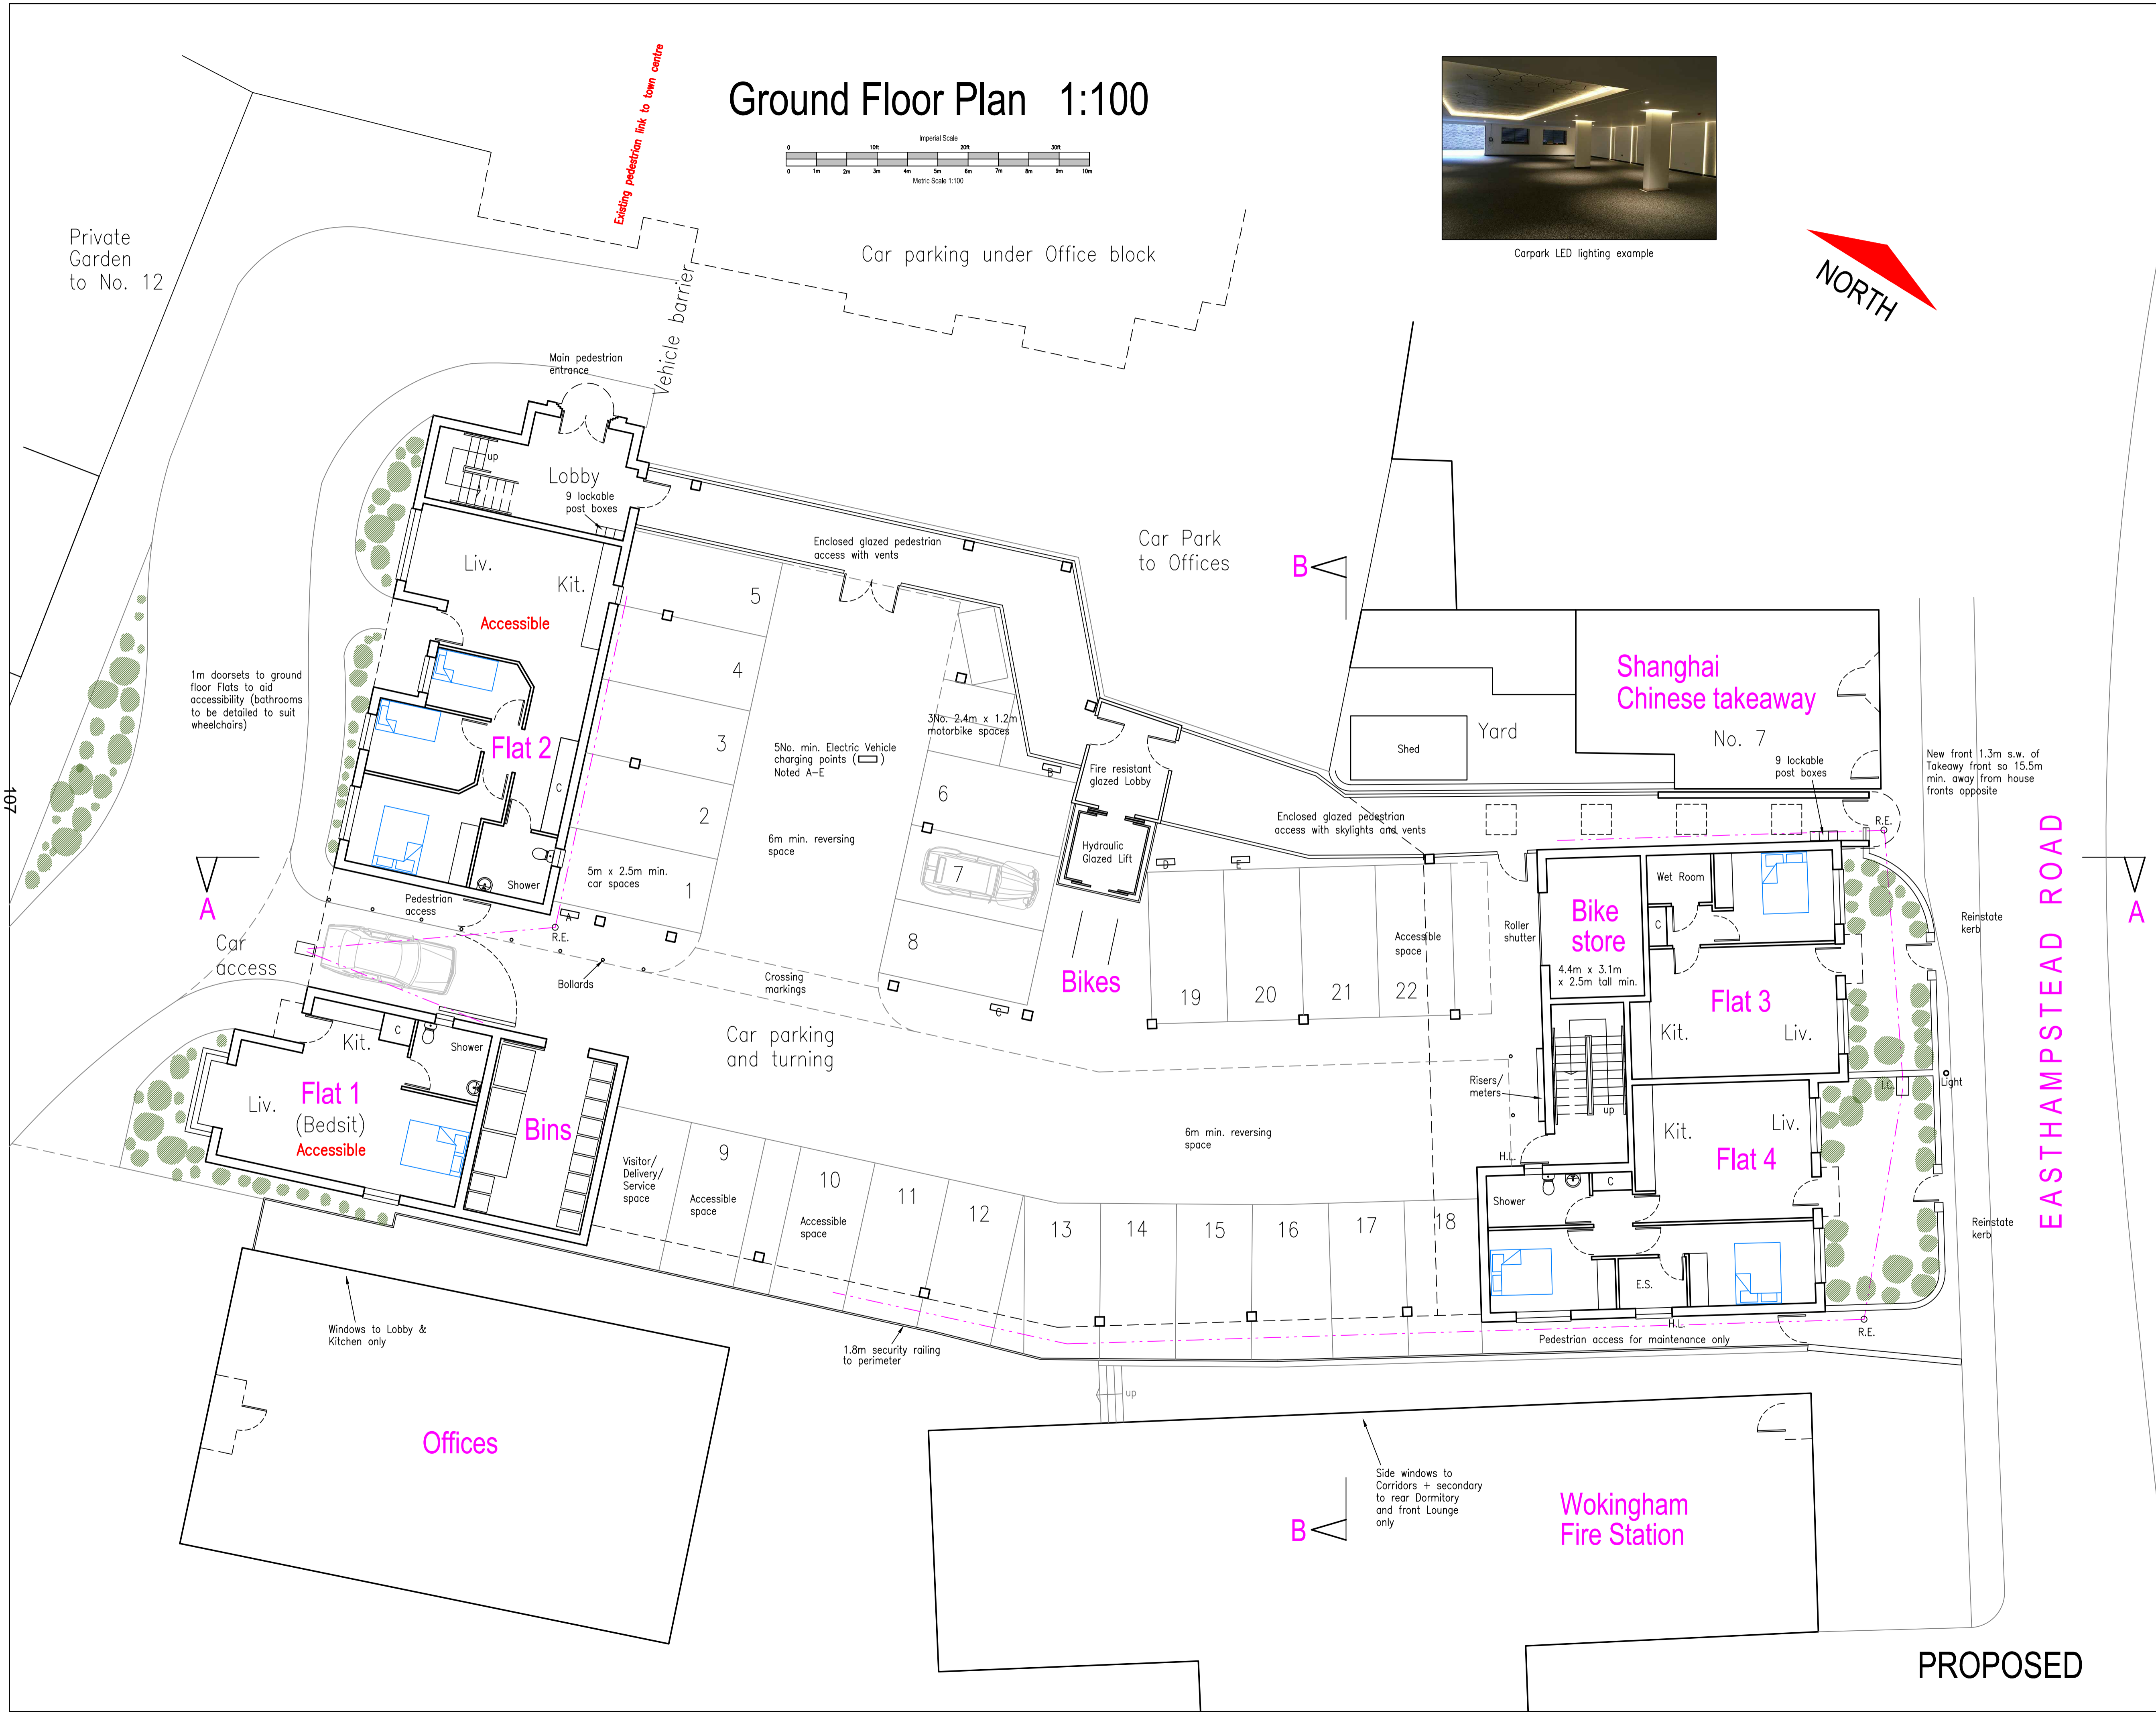 Ground Floor Plan 1:100
Imperial Scale
0 10ft 20ft 30ft
0 1m 2m 3m 4m 5m 6m 7m 8m 9m 10m
Metric Scale 1:100
Existing pedestrian link to town centre
Carpark LED lighting example
NORTH
Private
Garden
to No. 12
Car parking under Office block
Vehicle barrier
Main pedestrian
entrance
up
Lobby
9 lockable
post boxes
Liv.
Kit.
Accessible
Flat 2
C
Shower
1m doorsets to ground
floor Flats to aid
accessibility (bathrooms
to be detailed to suit
wheelchairs)
107
Enclosed glazed pedestrian
access with vents
Car Park
to Offices
5
4
3
2
1
5m x 2.5m min.
car spaces
5No. min. Electric Vehicle
charging points ( )
Noted A-E
6m min. reversing
space
3No. 2.4m x 1.2m
motorbike spaces
6
7
8
A
B
C
D
E
Fire resistant
glazed Lobby
Hydraulic
Glazed Lift
Bikes
B
Shanghai
Chinese takeaway
No. 7
Yard
Shed
9 lockable
post boxes
New front 1.3m s.w. of
Takeawy front so 15.5m
min. away from house
fronts opposite
Enclosed glazed pedestrian
access with skylights and vents
R.E.
A
Pedestrian
access
Car
access
R.E.
Bollards
Crossing
markings
Car parking
and turning
19
20
21
22
Accessible
space
Roller
shutter
Bike
store
4.4m x 3.1m
x 2.5m tall min.
Wet Room
C
Flat 3
Kit.
Liv.
Reinstate
kerb
EASTHAMPSTEAD ROAD
A
Light
I.C.
Risers/
meters
up
Kit.
Liv.
Flat 4
H.L.
Shower
C
E.S.
H.L.
Reinstate
kerb
R.E.
Pedestrian access for maintenance only
Kit.
C
Shower
Liv.
Flat 1
(Bedsit)
Accessible
Bins
Visitor/
Delivery/
Service
space
9
Accessible
space
10
Accessible
space
11
12
13
14
15
16
17
18
6m min. reversing
space
1.8m security railing
to perimeter
up
Windows to Lobby &
Kitchen only
Offices
Side windows to
Corridors + secondary
to rear Dormitory
and front Lounge
only
B
Wokingham
Fire Station
PROPOSED